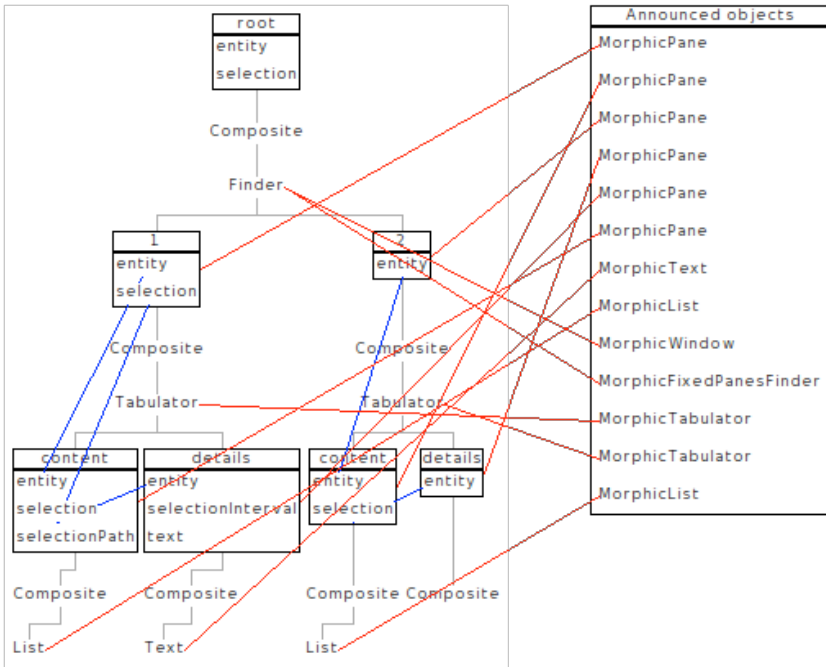 root
entity
selection
Composite
Finder
1
entity
selection
2
entity
Composite
Composite
Tabulator
Tabulator
content
entity
selection
selectionPath
details
entity
selectionInterval
text
content
entity
selection
details
entity
Composite
Composite
Composite
Composite
List
Text
List
Announced objects
MorphicPane
MorphicPane
MorphicPane
MorphicPane
MorphicPane
MorphicPane
MorphicText
MorphicList
MorphicWindow
MorphicFixedPanesFinder
MorphicTabulator
MorphicTabulator
MorphicList